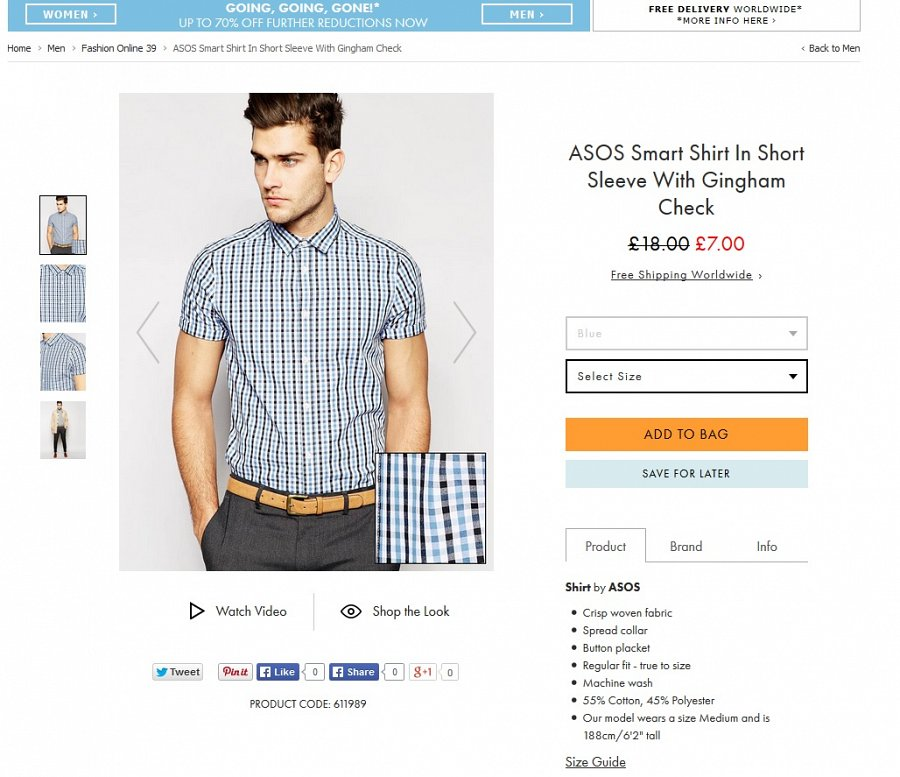 WOMEN ›
GOING, GOING, GONE!*
UP TO 70% OFF FURTHER REDUCTIONS NOW
MEN ›
FREE DELIVERY WORLDWIDE*
*MORE INFO HERE ›
Home › Men › Fashion Online 39 › ASOS Smart Shirt In Short Sleeve With Gingham Check
‹ Back to Men
ASOS Smart Shirt In Short
Sleeve With Gingham
Check
£18.00 £7.00
Free Shipping Worldwide ›
Blue
Select Size
ADD TO BAG
SAVE FOR LATER
Product Brand Info
Shirt by ASOS
• Crisp woven fabric
• Spread collar
• Button placket
• Regular fit - true to size
• Machine wash
• 55% Cotton, 45% Polyester
• Our model wears a size Medium and is
188cm/6'2" tall
Size Guide
Watch Video
Shop the Look
Tweet Pin it Like 0 Share 0 g+1 0
PRODUCT CODE: 611989